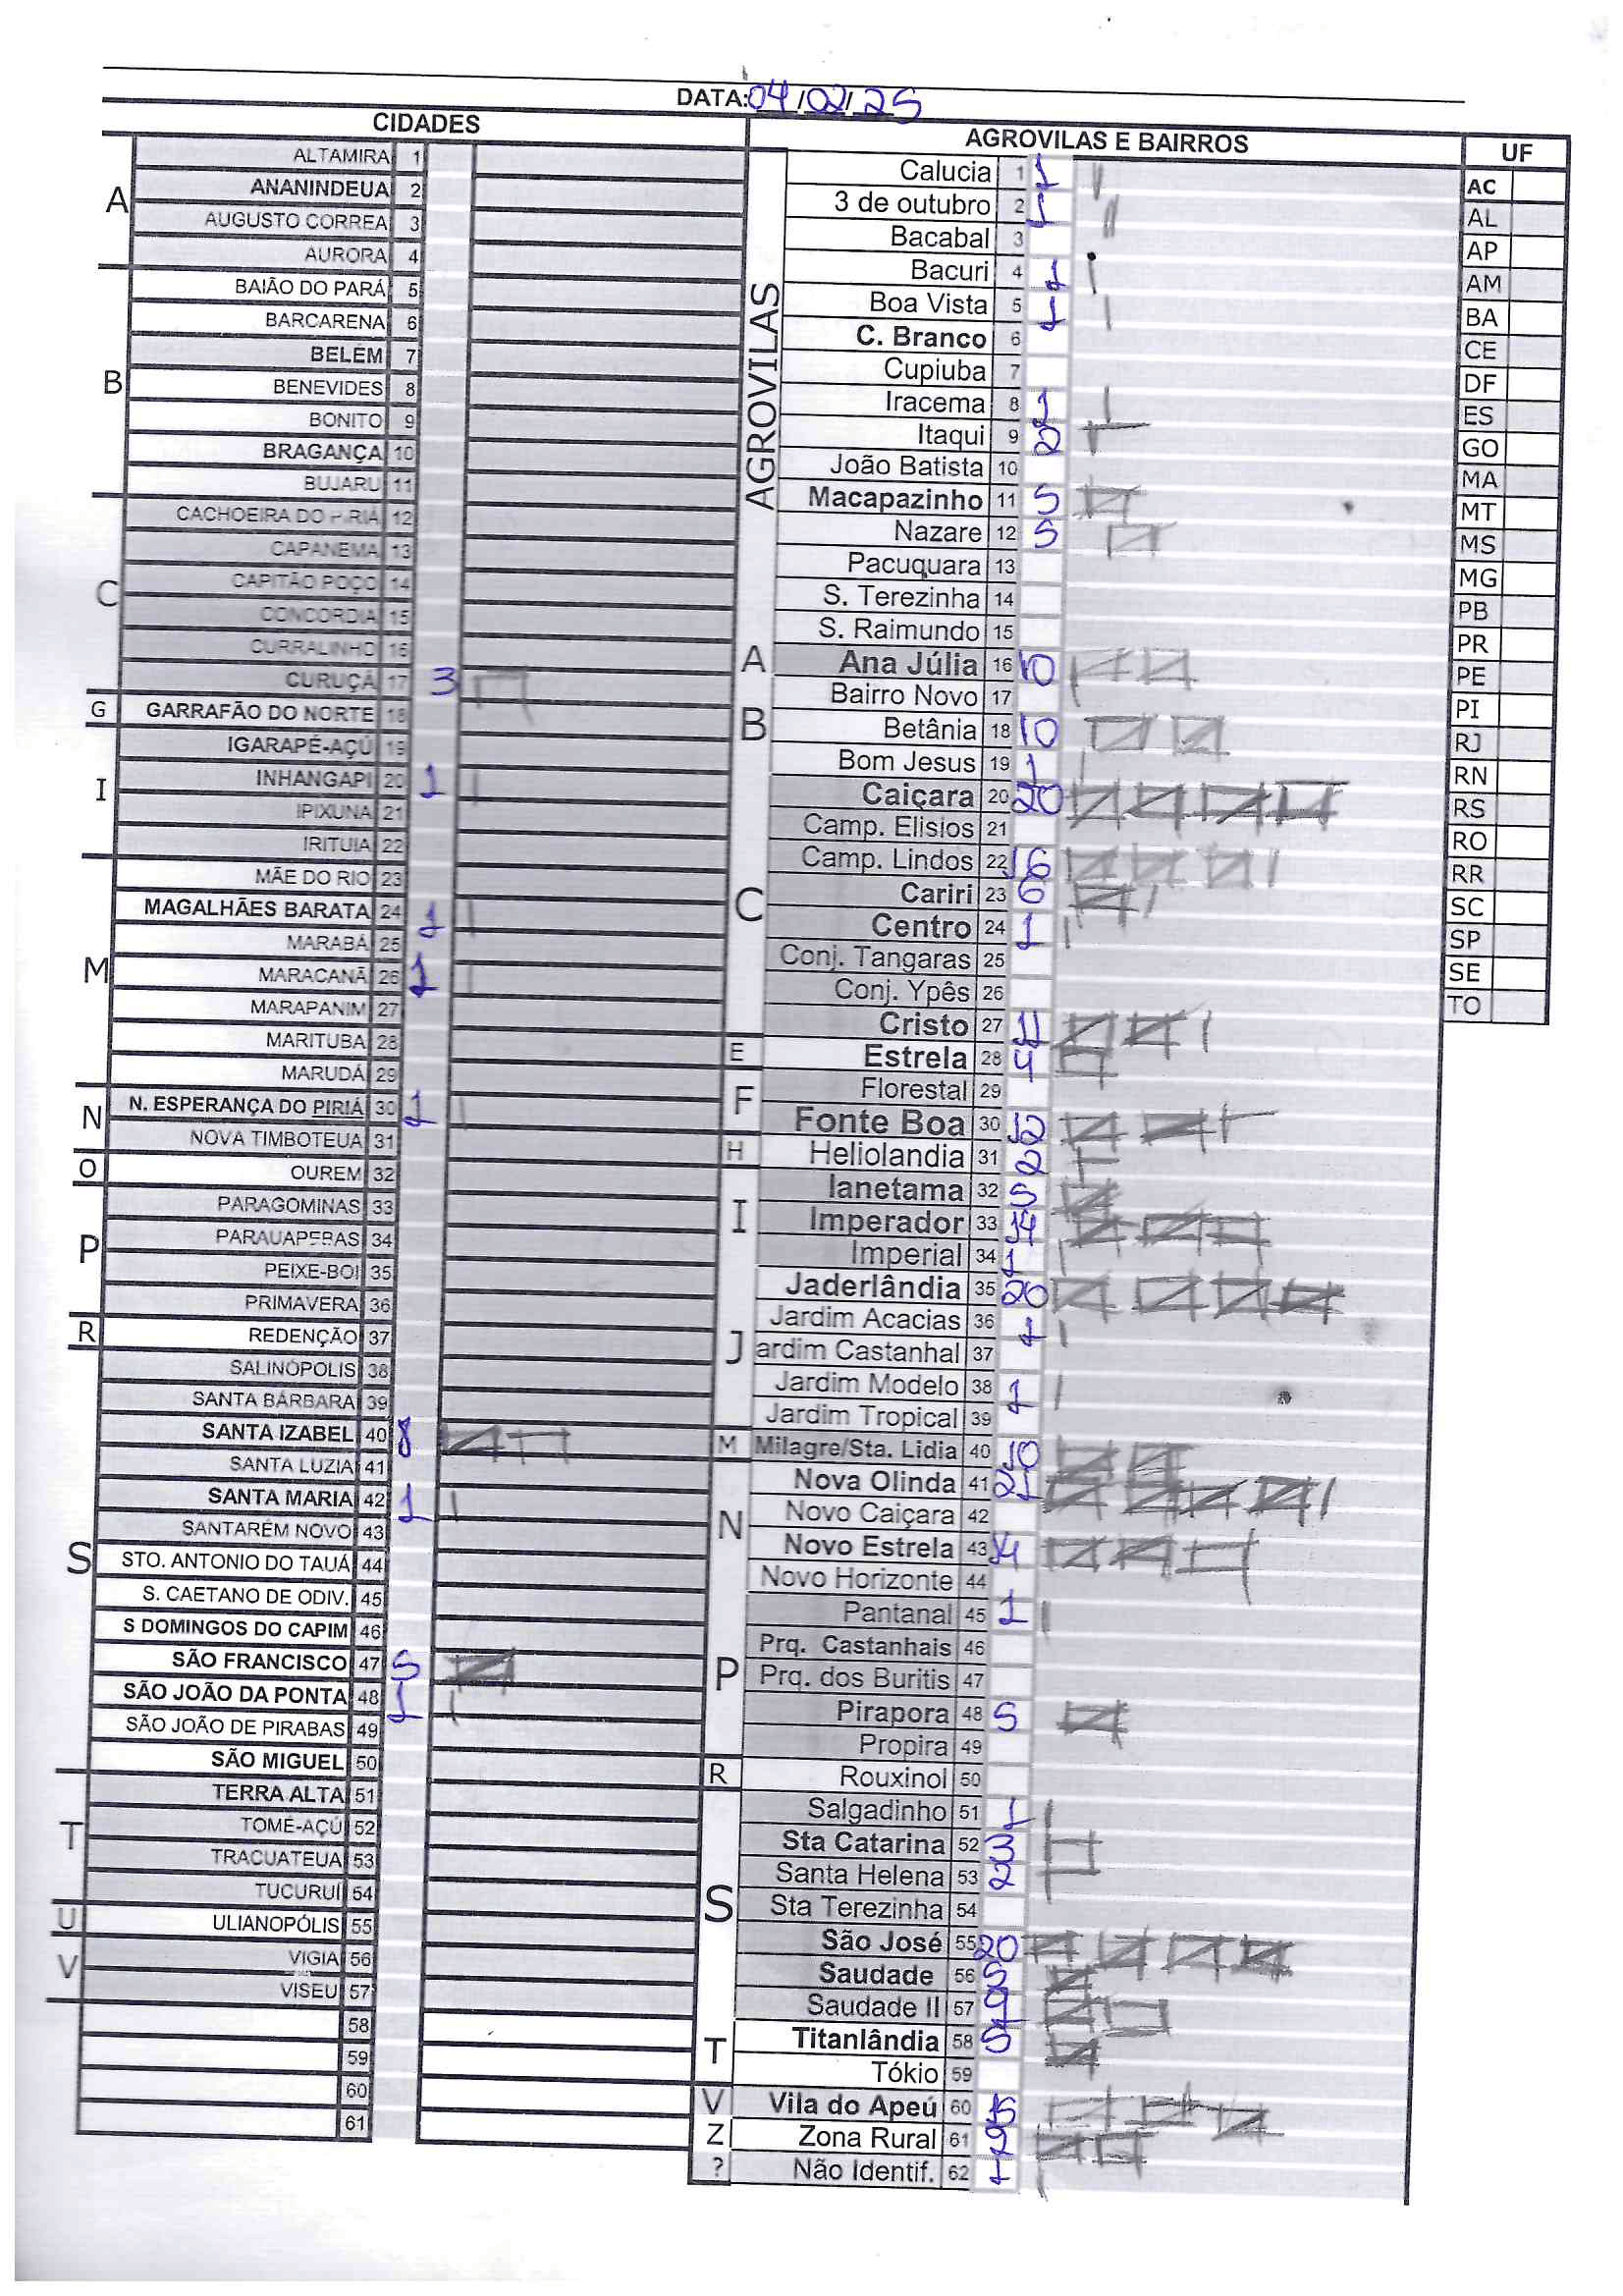 DATA: 04/02/25
CIDADES
A
ALTAMIRA 1
ANANINDEUA 2
AUGUSTO CORREA 3
AURORA 4
B
BAIÃO DO PARÁ 5
BARCARENA 6
BELÉM 7
BENEVIDES 8
BONITO 9
BRAGANÇA 10
BUJARU 11
C
CACHOEIRA DO PIRIÁ 12
CAPANEMA 13
CAPITÃO POÇO 14
CONCORDIA 15
CURRALINHO 16
CURUÇÁ 17 3
G
GARRAFÃO DO NORTE 18
I
IGARAPÉ-AÇÚ 19
INHANGAPI 20 1
IPIXUNA 21
IRITUIA 22
M
MÃE DO RIO 23
MAGALHÃES BARATA 24 1
MARABÁ 25
MARACANÃ 26 1
MARAPANIM 27
MARITUBA 28
MARUDÁ 29
N
N. ESPERANÇA DO PIRIÁ 30 1
NOVA TIMBOTEUA 31
O
OUREM 32
P
PARAGOMINAS 33
PARAUAPEBAS 34
PEIXE-BOI 35
PRIMAVERA 36
R
REDENÇÃO 37
S
SALINÓPOLIS 38
SANTA BÁRBARA 39
SANTA IZABEL 40 8
SANTA LUZIA 41
SANTA MARIA 42 1
SANTARÉM NOVO 43
STO. ANTONIO DO TAUÁ 44
S. CAETANO DE ODIV. 45
S DOMINGOS DO CAPIM 46
SÃO FRANCISCO 47 5
SÃO JOÃO DA PONTA 48 1
SÃO JOÃO DE PIRABAS 49
SÃO MIGUEL 50
T
TERRA ALTA 51
TOMÉ-AÇÚ 52
TRACUATEUA 53
TUCURUÍ 54
U
ULIANOPÓLIS 55
V
VIGIA 56
VISEU 57
58
59
60
61
AGROVILAS E BAIRROS
AGROVILAS
Calucia 1 1
3 de outubro 2 1
Bacabal 3
Bacuri 4 1
Boa Vista 5 1
C. Branco 6
Cupiuba 7
Iracema 8 1
Itaqui 9 2
João Batista 10
Macapazinho 11 5
Nazare 12 5
Pacuquara 13
S. Terezinha 14
S. Raimundo 15
A
Ana Júlia 16 10
B
Bairro Novo 17
Betânia 18 10
Bom Jesus 19 1
C
Caiçara 20 20
Camp. Elisios 21
Camp. Lindos 22 16
Cariri 23 6
Centro 24 1
Conj. Tangaras 25
Conj. Ypês 26
Cristo 27 11
E
Estrela 28 4
F
Florestal 29
Fonte Boa 30 12
H
Heliolandia 31 2
I
Ianetama 32 5
Imperador 33 14
Imperial 34 1
J
Jaderlândia 35 20
Jardim Acacias 36 1
ardim Castanhal 37
Jardim Modelo 38 1
Jardim Tropical 39
M
Milagre/Sta. Lidia 40 10
N
Nova Olinda 41 21
Novo Caiçara 42
Novo Estrela 43 14
Novo Horizonte 44
P
Pantanal 45 1
Prq. Castanhais 46
Prq. dos Buritis 47
Pirapora 48 5
Propira 49
R
Rouxinol 50
S
Salgadinho 51 1
Sta Catarina 52 3
Santa Helena 53 2
Sta Terezinha 54
São José 55 20
Saudade 56 5
Saudade II 57 9
T
Titanlândia 58 5
Tókio 59
V
Vila do Apeú 60 15
Z
Zona Rural 61 9
?
Não Identif. 62 1
UF
AC
AL
AP
AM
BA
CE
DF
ES
GO
MA
MT
MS
MG
PB
PR
PE
PI
RJ
RN
RS
RO
RR
SC
SP
SE
TO